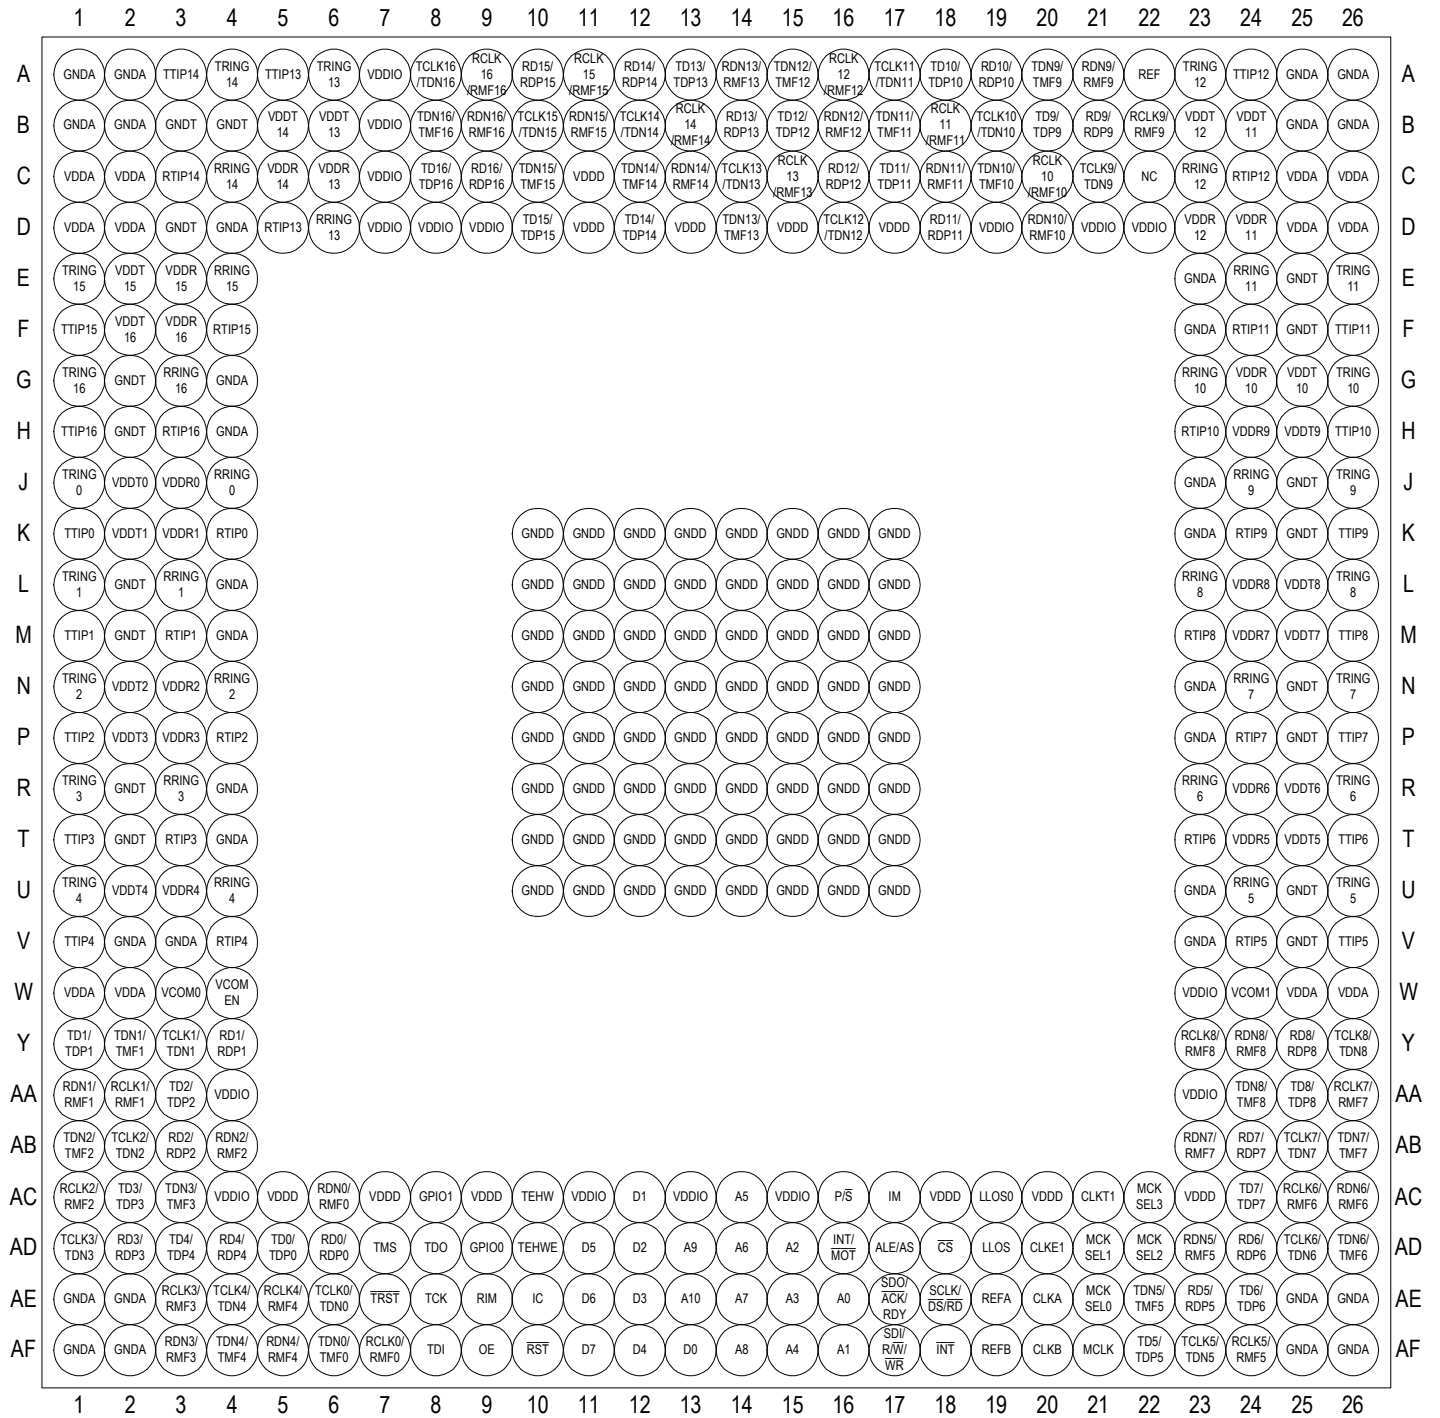 1 2 3 4 5 6 7 8 9 10 11 12 13 14 15 16 17 18 19 20 21 22 23 24 25 26
A GNDA GNDA TTIP14 TRING 14 TTIP13 TRING 13 VDDIO TCLK16 /TDN16 RCLK 16 /RMF16 RD15/ RDP15 RCLK 15 /RMF15 RD14/ RDP14 TD13/ TDP13 RDN13/ RMF13 TDN12/ TMF12 RCLK 12 /RMF12 TCLK11 /TDN11 TD10/ TDP10 RD10/ RDP10 TDN9/ TMF9 RDN9/ RMF9 REF TRING 12 TTIP12 GNDA GNDA A
B GNDA GNDA GNDT GNDT VDDT 14 VDDT 13 VDDIO TDN16/ TMF16 RDN16/ RMF16 TCLK15 /TDN15 RDN15/ RMF15 TCLK14 /TDN14 RCLK 14 /RMF14 RD13/ RDP13 TD12/ TDP12 RDN12/ RMF12 TDN11/ TMF11 RCLK 11 /RMF11 TCLK10 /TDN10 TD9/ TDP9 RD9/ RDP9 RCLK9/ RMF9 VDDT 12 VDDT 11 GNDA GNDA B
C VDDA VDDA RTIP14 RRING 14 VDDR 14 VDDR 13 VDDIO TD16/ TDP16 RD16/ RDP16 TDN15/ TMF15 VDDD TDN14/ TMF14 RDN14/ RMF14 TCLK13 /TDN13 RCLK 13 /RMF13 RD12/ RDP12 TD11/ TDP11 RDN11/ RMF11 TDN10/ TMF10 RCLK 10 /RMF10 TCLK9/ TDN9 NC RRING 12 RTIP12 VDDA VDDA C
D VDDA VDDA GNDT GNDA RTIP13 RRING 13 VDDIO VDDIO VDDIO TD15/ TDP15 VDDD TD14/ TDP14 VDDD TDN13/ TMF13 VDDD TCLK12 /TDN12 VDDD RD11/ RDP11 VDDIO RDN10/ RMF10 VDDIO VDDIO VDDR 12 VDDR 11 VDDA VDDA D
E TRING 15 VDDT 15 VDDR 15 RRING 15 GNDA RRING 11 GNDT TRING 11 E
F TTIP15 VDDT 16 VDDR 16 RTIP15 GNDA RTIP11 GNDT TTIP11 F
G TRING 16 GNDT RRING 16 GNDA RRING 10 VDDR 10 VDDT 10 TRING 10 G
H TTIP16 GNDT RTIP16 GNDA RTIP10 VDDR9 VDDT9 TTIP10 H
J TRING 0 VDDT0 VDDR0 RRING 0 GNDA RRING 9 GNDT TRING 9 J
K TTIP0 VDDT1 VDDR1 RTIP0 GNDD GNDD GNDD GNDD GNDD GNDD GNDD GNDD GNDA RTIP9 GNDT TTIP9 K
L TRING 1 GNDT RRING 1 GNDA GNDD GNDD GNDD GNDD GNDD GNDD GNDD GNDD RRING 8 VDDR8 VDDT8 TRING 8 L
M TTIP1 GNDT RTIP1 GNDA GNDD GNDD GNDD GNDD GNDD GNDD GNDD GNDD RTIP8 VDDR7 VDDT7 TTIP8 M
N TRING 2 VDDT2 VDDR2 RRING 2 GNDD GNDD GNDD GNDD GNDD GNDD GNDD GNDD GNDA RRING 7 GNDT TRING 7 N
P TTIP2 VDDT3 VDDR3 RTIP2 GNDD GNDD GNDD GNDD GNDD GNDD GNDD GNDD GNDA RTIP7 GNDT TTIP7 P
R TRING 3 GNDT RRING 3 GNDA GNDD GNDD GNDD GNDD GNDD GNDD GNDD GNDD RRING 6 VDDR6 VDDT6 TRING 6 R
T TTIP3 GNDT RTIP3 GNDA GNDD GNDD GNDD GNDD GNDD GNDD GNDD GNDD RTIP6 VDDR5 VDDT5 TTIP6 T
U TRING 4 VDDT4 VDDR4 RRING 4 GNDD GNDD GNDD GNDD GNDD GNDD GNDD GNDD GNDA RRING 5 GNDT TRING 5 U
V TTIP4 GNDA GNDA RTIP4 GNDA RTIP5 GNDT TTIP5 V
W VDDA VDDA VCOM0 VCOM EN VDDIO VCOM1 VDDA VDDA W
Y TD1/ TDP1 TDN1/ TMF1 TCLK1/ TDN1 RD1/ RDP1 RCLK8/ RMF8 RDN8/ RMF8 RD8/ RDP8 TCLK8/ TDN8 Y
AA RDN1/ RMF1 RCLK1/ RMF1 TD2/ TDP2 VDDIO VDDIO TDN8/ TMF8 TD8/ TDP8 RCLK7/ RMF7 AA
AB TDN2/ TMF2 TCLK2/ TDN2 RD2/ RDP2 RDN2/ RMF2 RDN7/ RMF7 RD7/ RDP7 TCLK7/ TDN7 TDN7/ TMF7 AB
AC RCLK2/ RMF2 TD3/ TDP3 TDN3/ TMF3 VDDIO VDDD RDN0/ RMF0 VDDD GPIO1 VDDD TEHW VDDIO D1 VDDIO A5 VDDIO P/S̅ IM VDDD LLOS0 VDDD CLKT1 MCK SEL3 VDDD TD7/ TDP7 RCLK6/ RMF6 RDN6/ RMF6 AC
AD TCLK3/ TDN3 RD3/ RDP3 TD4/ TDP4 RD4/ RDP4 TD0/ TDP0 RD0/ RDP0 TMS TDO GPIO0 TEHWE D5 D2 A9 A6 A2 INT/ M̅O̅T̅ ALE/AS C̅S̅ LLOS CLKE1 MCK SEL1 MCK SEL2 RDN5/ RMF5 RD6/ RDP6 TCLK6/ TDN6 TDN6/ TMF6 AD
AE GNDA GNDA RCLK3/ RMF3 TCLK4/ TDN4 RCLK4/ RMF4 TCLK0/ TDN0 T̅R̅S̅T̅ TCK RIM IC D6 D3 A10 A7 A3 A0 SDO/ A̅C̅K̅/ RDY SCLK/ D̅S̅/R̅D̅ REFA CLKA MCK SEL0 TDN5/ TMF5 RD5/ RDP5 TD6/ TDP6 GNDA GNDA AE
AF GNDA GNDA RDN3/ RMF3 TDN4/ TMF4 RDN4/ RMF4 TDN0/ TMF0 RCLK0/ RMF0 TDI OE R̅S̅T̅ D7 D4 D0 A8 A4 A1 SDI/ R/W̅/ W̅R̅ I̅N̅T̅ REFB CLKB MCLK TD5/ TDP5 TCLK5/ TDN5 RCLK5/ RMF5 GNDA GNDA AF
1 2 3 4 5 6 7 8 9 10 11 12 13 14 15 16 17 18 19 20 21 22 23 24 25 26